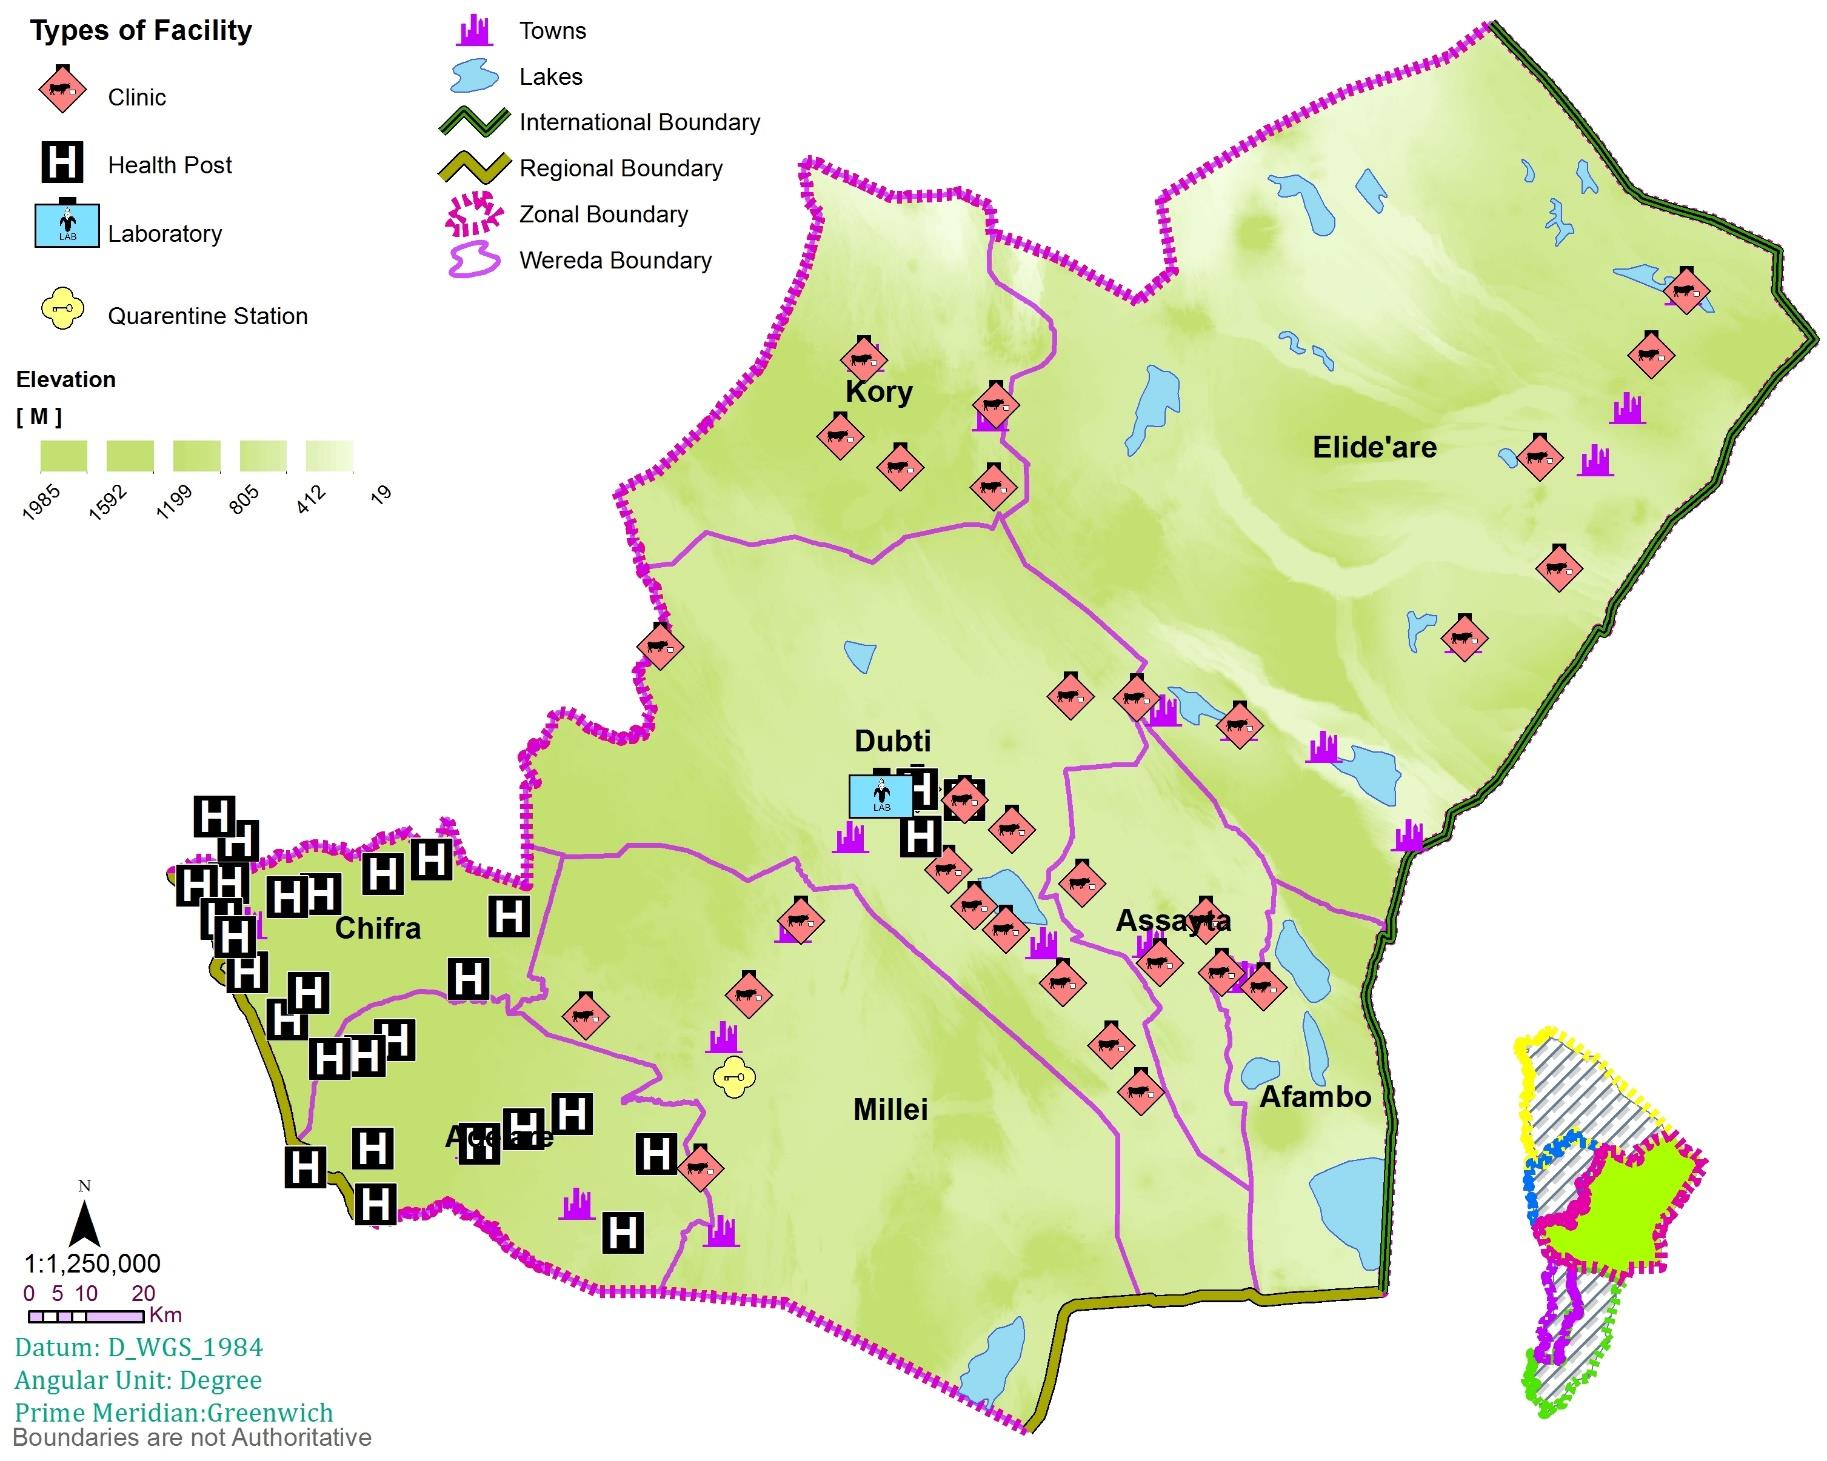 Types of Facility
Clinic
H Health Post
LAB Laboratory
Quarentine Station
Elevation
[ M ]
1985 1592 1199 805 412 19
Towns
Lakes
International Boundary
Regional Boundary
Zonal Boundary
Wereda Boundary
Kory
Elide'are
Dubti
LAB H
H
H
H
H H
H H H H
H
H
H
Chifra
H
H
H
H
H
H
H
H
Assayta
Millei
Afambo
H
H
H
H
H
H
H
H
N
1:1,250,000
0 5 10 20
Km
Datum: D_WGS_1984
Angular Unit: Degree
Prime Meridian:Greenwich
Boundaries are not Authoritative